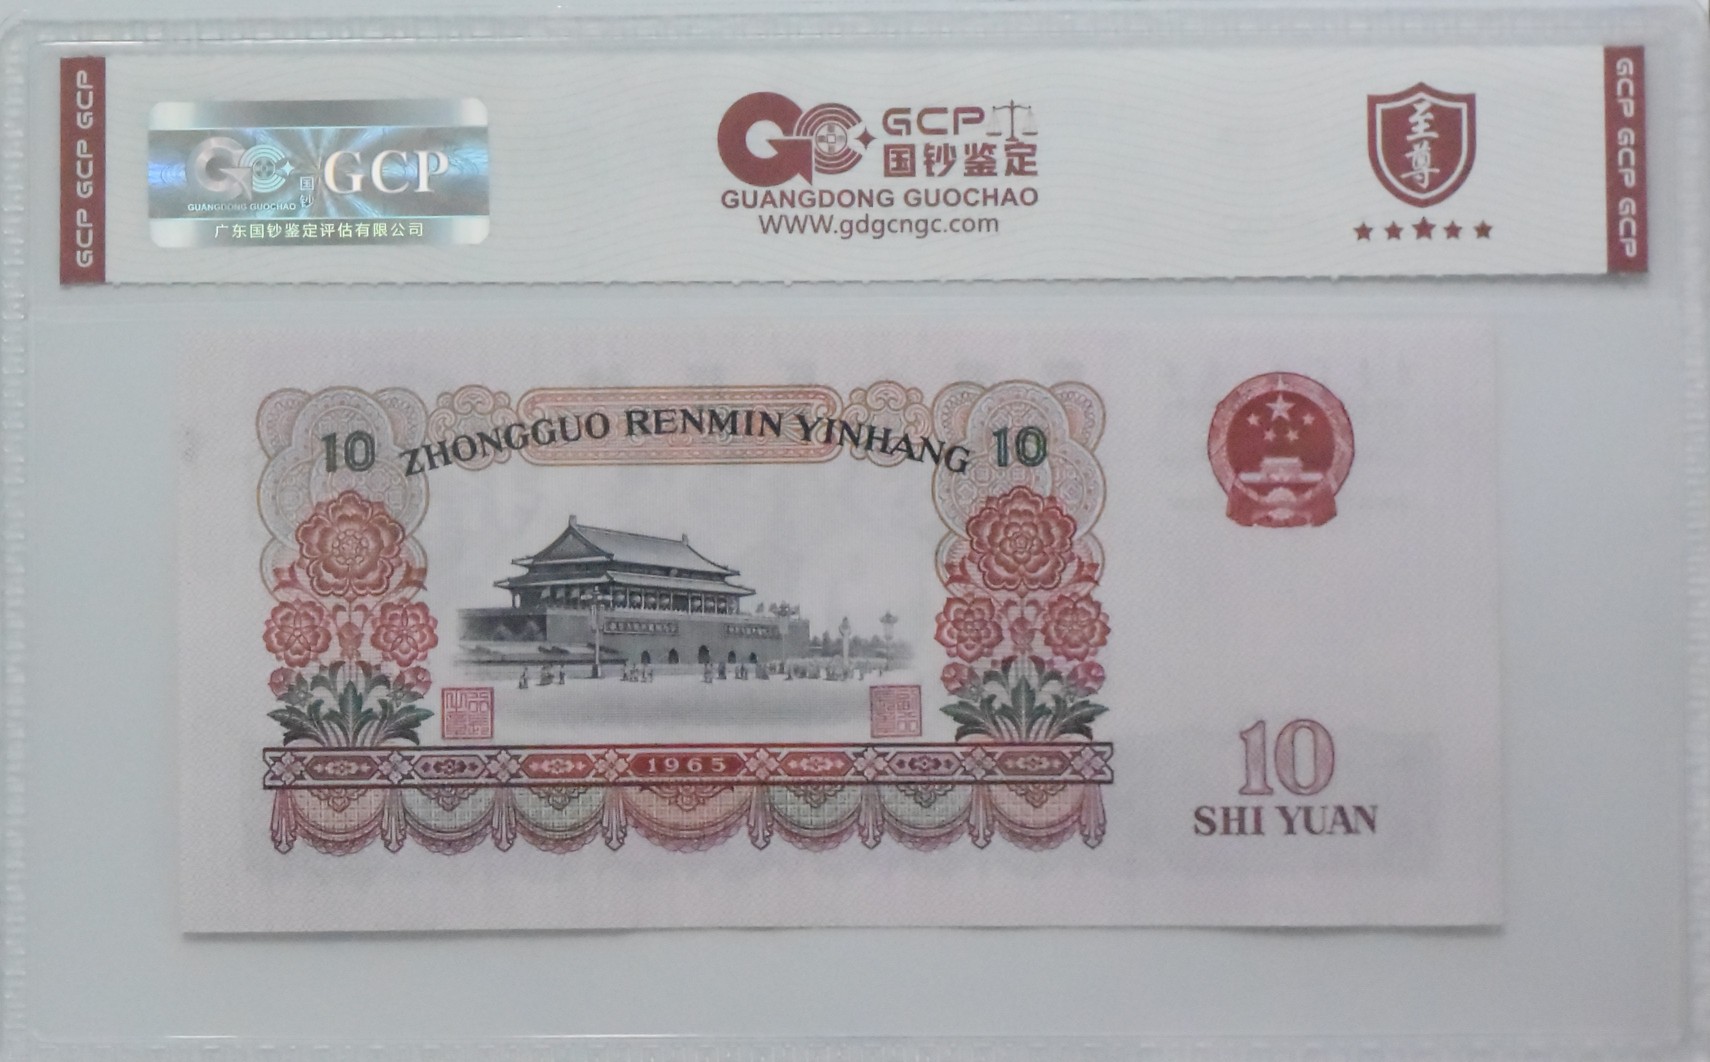 GCP GCP GCP
GUANGDONG GUOCHAO
国钞
GCP
广东国钞鉴定评估有限公司
GCP
国钞鉴定
GUANGDONG GUOCHAO
WWW.gdgcngc.com
至尊
GCP GCP GCP
10 ZHONGGUO RENMIN YINHANG 10
1965
10
SHI YUAN